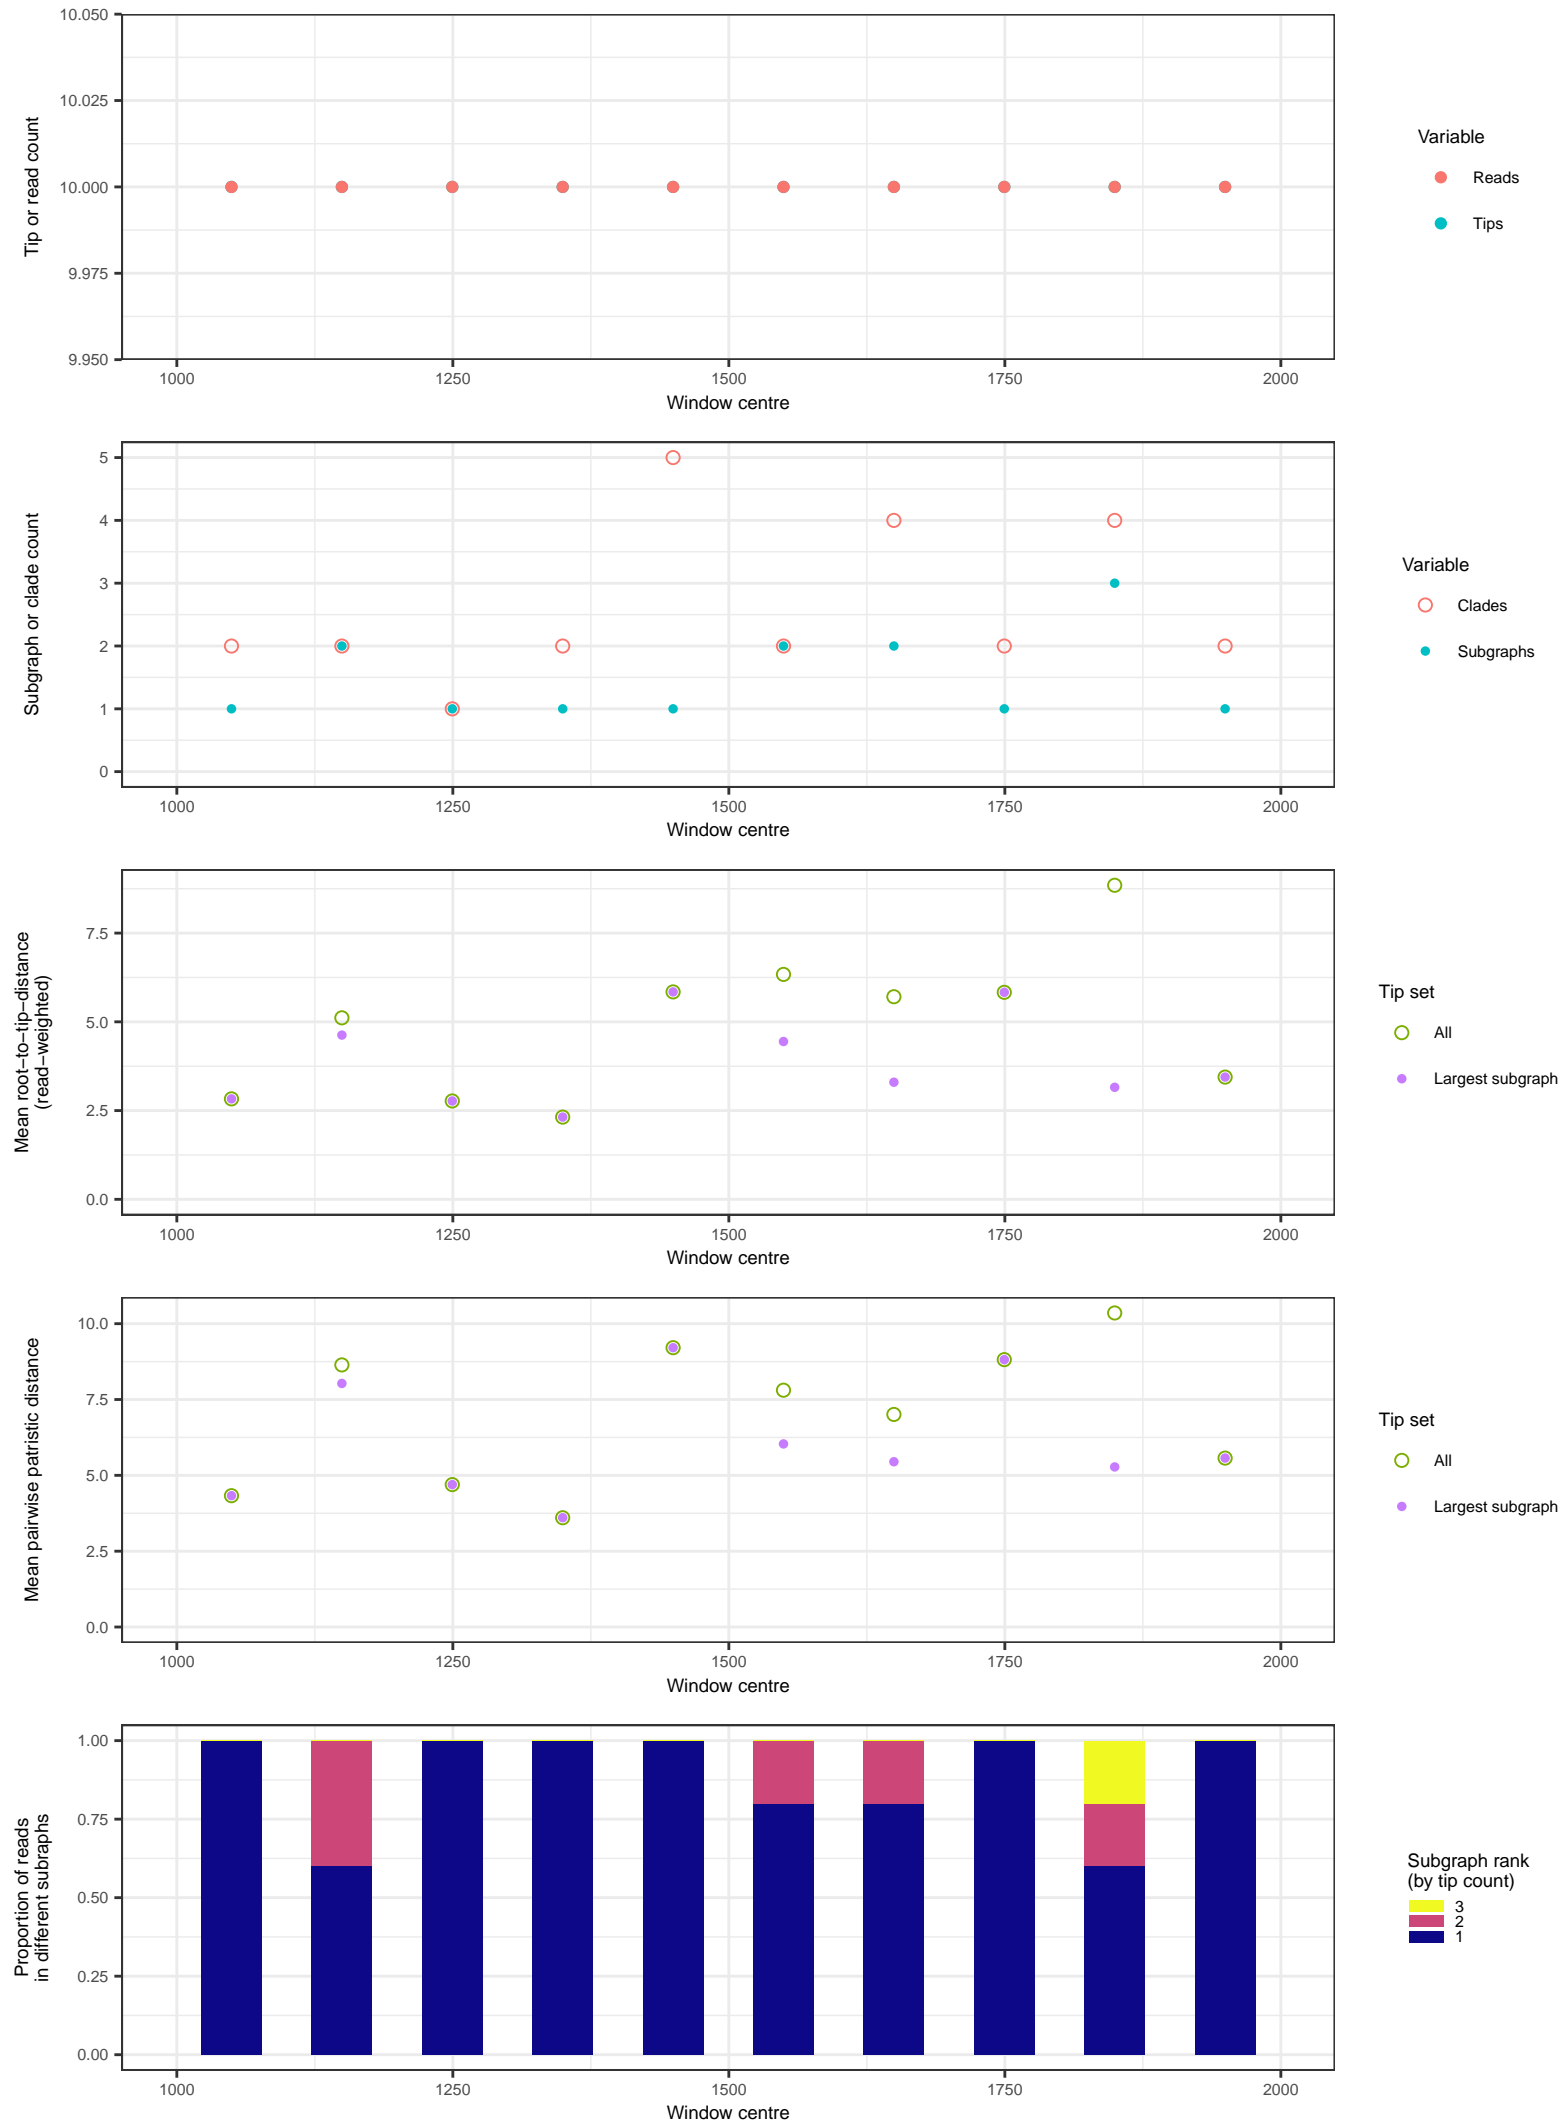 10.050
10.025
10.000
9.975
9.950
Tip or read count
1000 1250 1500 1750 2000
Window centre
Variable
Reads
Tips
5
4
3
2
1
0
Subgraph or clade count
1000 1250 1500 1750 2000
Window centre
Variable
Clades
Subgraphs
7.5
5.0
2.5
0.0
Mean root−to−tip−distance
(read−weighted)
1000 1250 1500 1750 2000
Window centre
Tip set
All
Largest subgraph
10.0
7.5
5.0
2.5
0.0
Mean pairwise patristic distance
1000 1250 1500 1750 2000
Window centre
Tip set
All
Largest subgraph
1.00
0.75
0.50
0.25
0.00
Proportion of reads
in different subraphs
1000 1250 1500 1750 2000
Window centre
Subgraph rank
(by tip count)
3
2
1